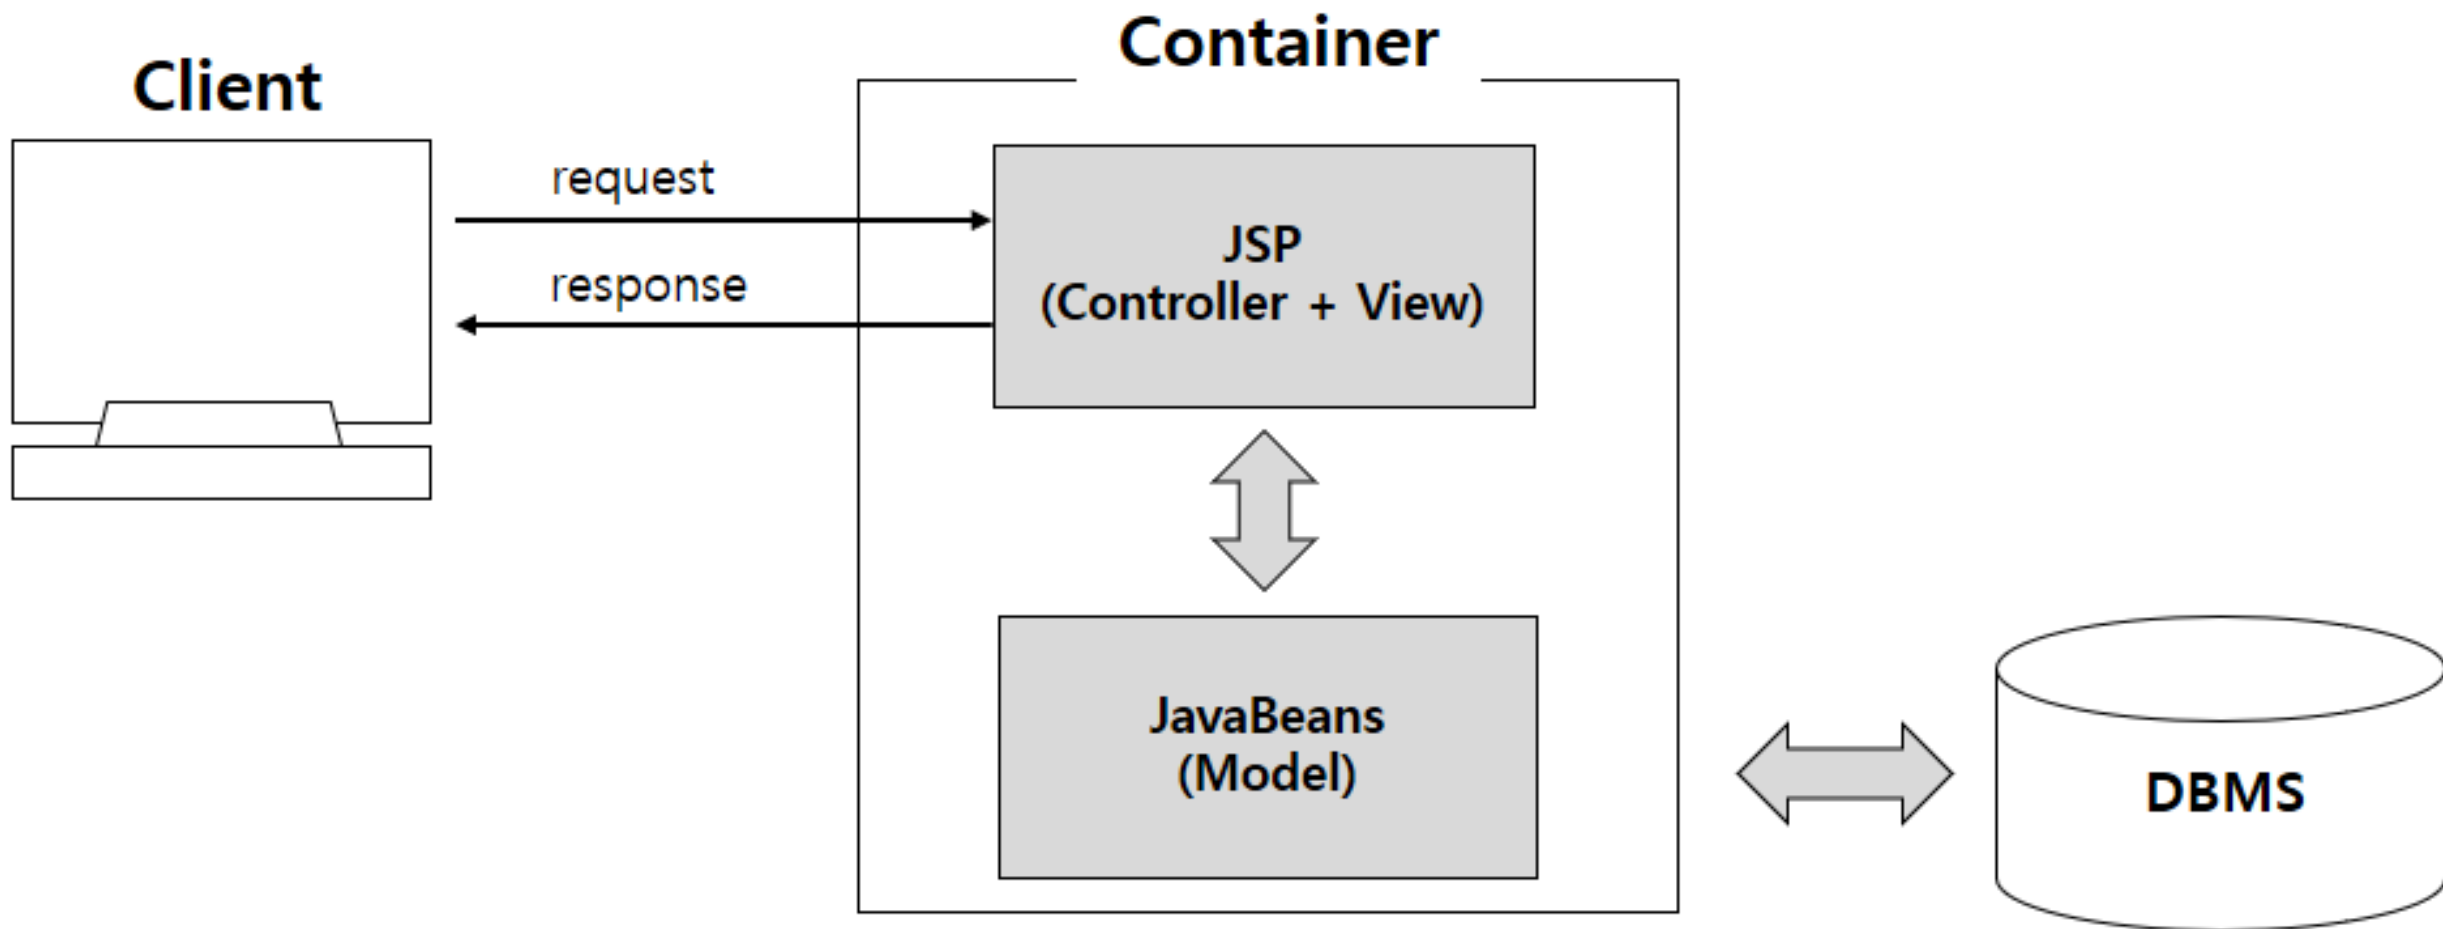 Client
Container
request
response
JSP
(Controller + View)
JavaBeans
(Model)
DBMS